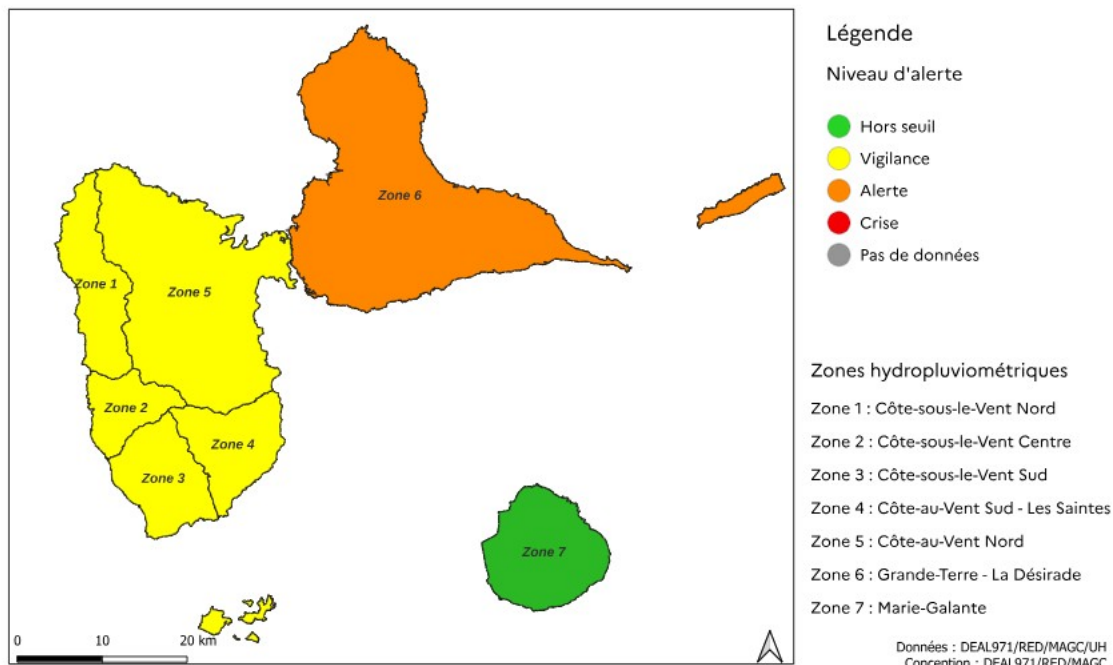 Zone 1
Zone 2
Zone 3
Zone 4
Zone 5
Zone 6
Zone 7
0 10 20 km
Légende
Niveau d'alerte
Hors seuil
Vigilance
Alerte
Crise
Pas de données
Zones hydropluviométriques
Zone 1 : Côte-sous-le-Vent Nord
Zone 2 : Côte-sous-le-Vent Centre
Zone 3 : Côte-sous-le-Vent Sud
Zone 4 : Côte-au-Vent Sud - Les Saintes
Zone 5 : Côte-au-Vent Nord
Zone 6 : Grande-Terre - La Désirade
Zone 7 : Marie-Galante
Données : DEAL971/RED/MAGC/UH
Conception : DEAL971/RED/MAGC